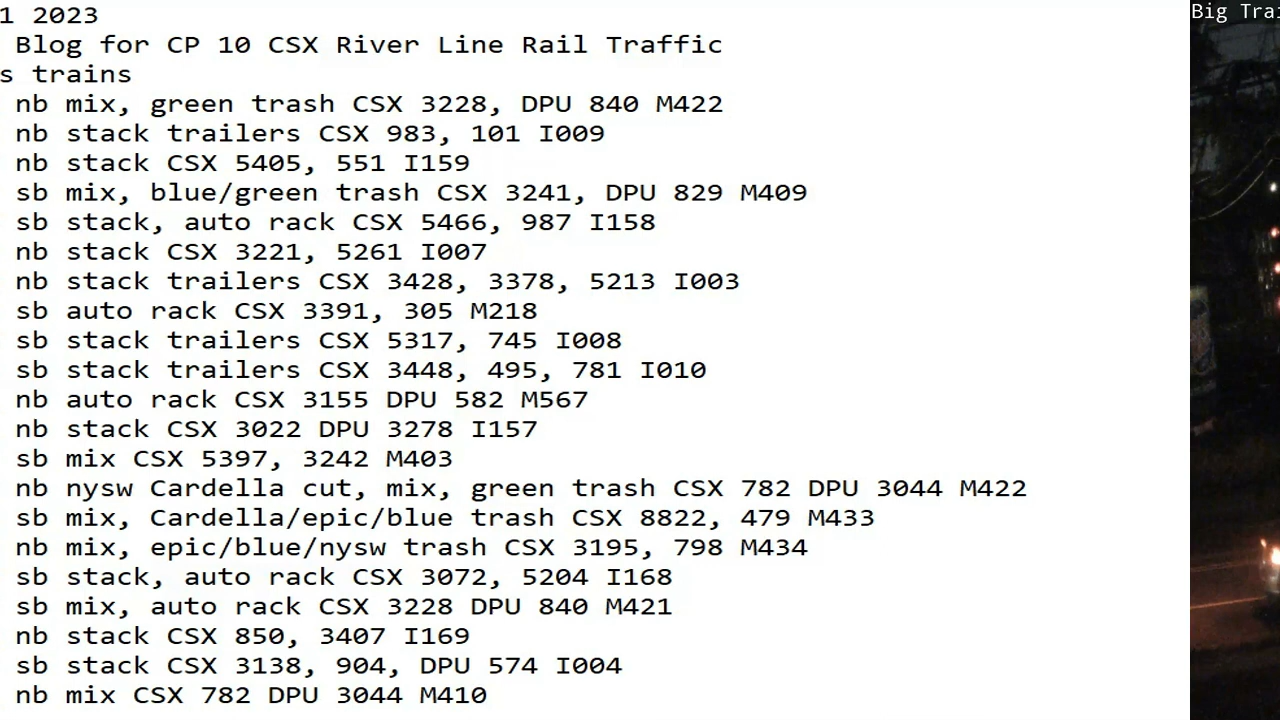 1 2023
Blog for CP 10 CSX River Line Rail Traffic
s trains
nb mix, green trash CSX 3228, DPU 840 M422
nb stack trailers CSX 983, 101 I009
nb stack CSX 5405, 551 I159
sb mix, blue/green trash CSX 3241, DPU 829 M409
sb stack, auto rack CSX 5466, 987 I158
nb stack CSX 3221, 5261 I007
nb stack trailers CSX 3428, 3378, 5213 I003
sb auto rack CSX 3391, 305 M218
sb stack trailers CSX 5317, 745 I008
sb stack trailers CSX 3448, 495, 781 I010
nb auto rack CSX 3155 DPU 582 M567
nb stack CSX 3022 DPU 3278 I157
sb mix CSX 5397, 3242 M403
nb nysw Cardella cut, mix, green trash CSX 782 DPU 3044 M422
sb mix, Cardella/epic/blue trash CSX 8822, 479 M433
nb mix, epic/blue/nysw trash CSX 3195, 798 M434
sb stack, auto rack CSX 3072, 5204 I168
sb mix, auto rack CSX 3228 DPU 840 M421
nb stack CSX 850, 3407 I169
sb stack CSX 3138, 904, DPU 574 I004
nb mix CSX 782 DPU 3044 M410
Big Trai